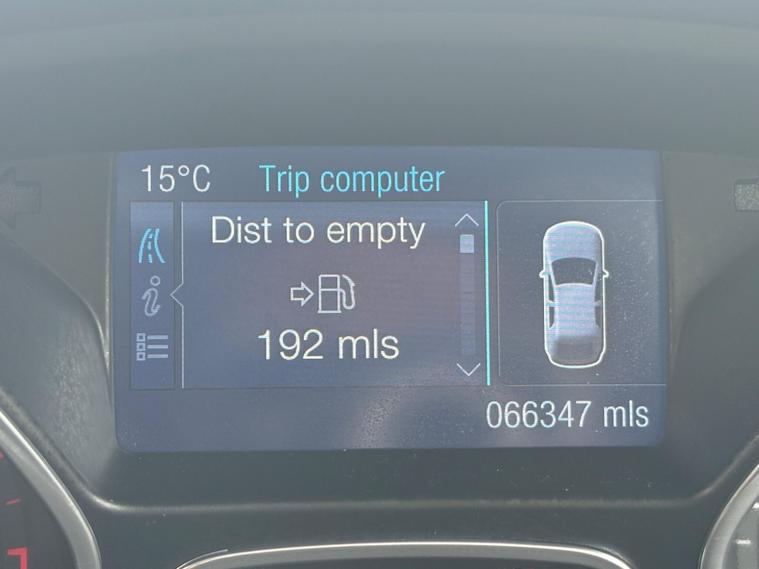 15°C Trip computer
Dist to empty
192 mls
066347 mls